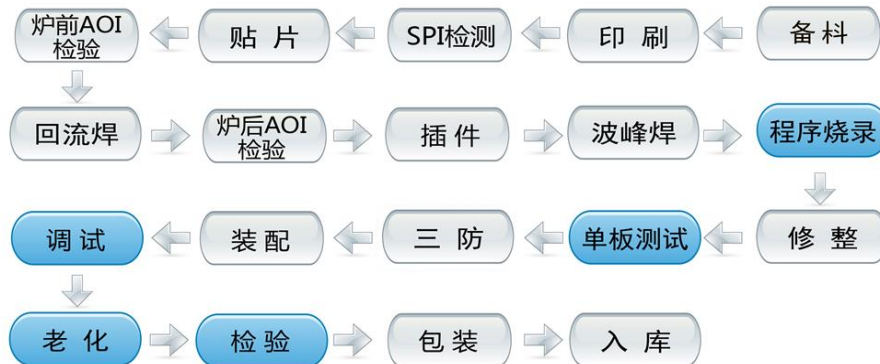 炉前AOI
检验
贴片
SPI检测
印刷
备料
回流焊
炉后AOI
检验
插件
波峰焊
程序烧录
调试
装配
三防
单板测试
修整
老化
检验
包装
入库